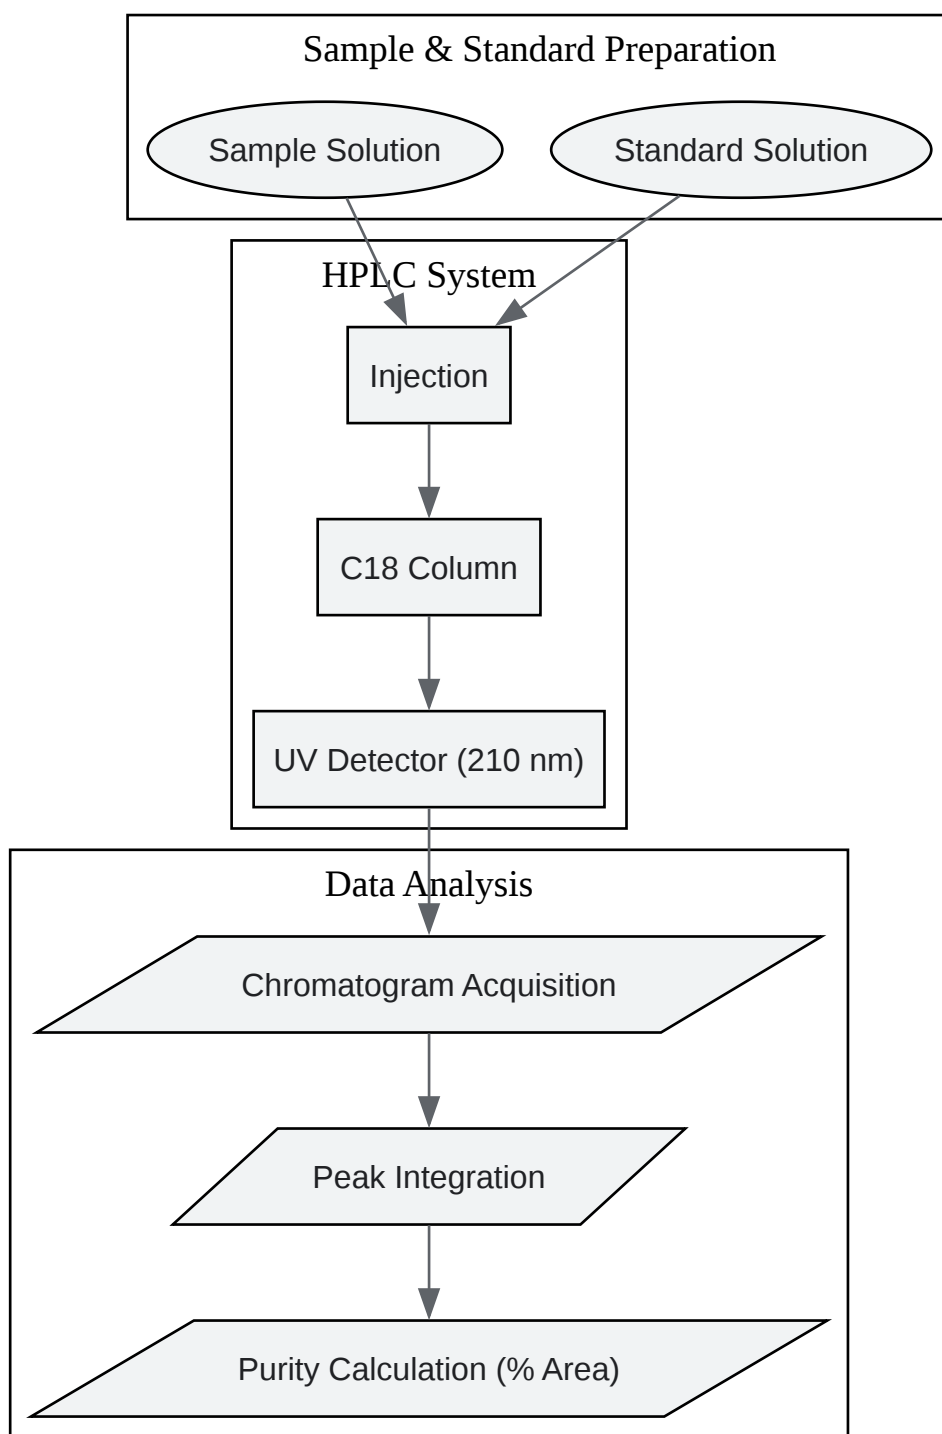 Sample & Standard Preparation
Sample Solution
Standard Solution
HPLC System
Injection
C18 Column
UV Detector (210 nm)
Data Analysis
Chromatogram Acquisition
Peak Integration
Purity Calculation (% Area)